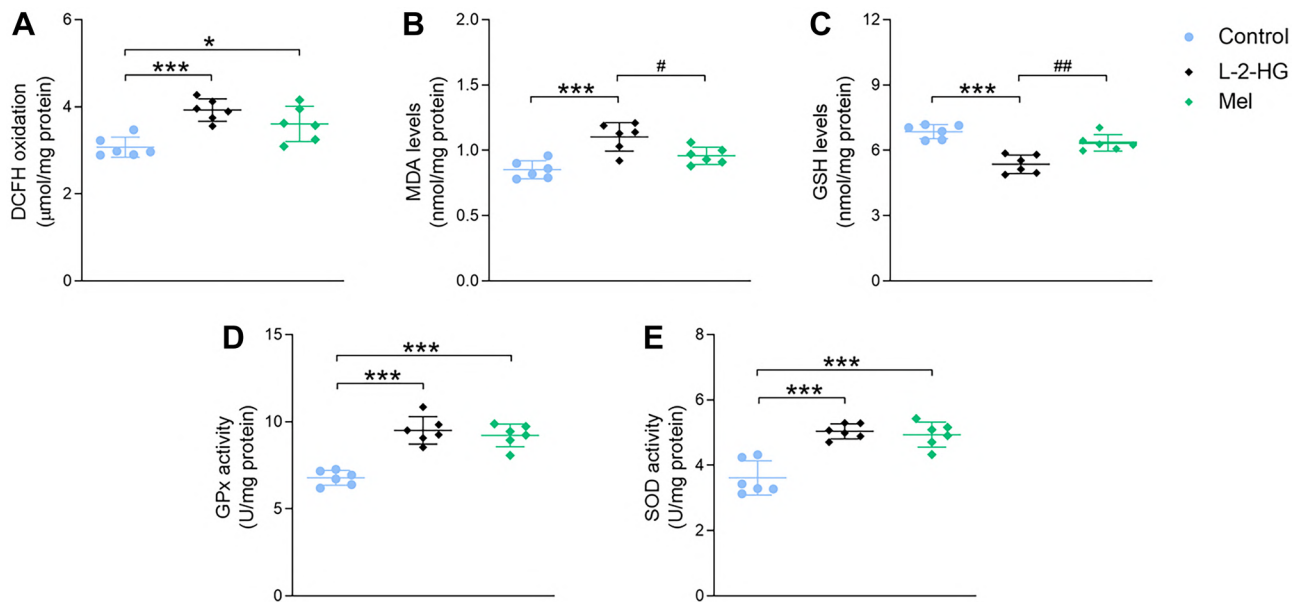 A
DCFH oxidation
(μmol/mg protein)
6
4
2
0
*
***
B
MDA levels
(nmol/mg protein)
2.0
1.5
1.0
0.5
0.0
***
#
C
GSH levels
(nmol/mg protein)
12
9
6
3
0
***
##
Control
L-2-HG
Mel
D
GPx activity
(U/mg protein)
15
10
5
0
***
***
E
SOD activity
(U/mg protein)
8
6
4
2
0
***
***